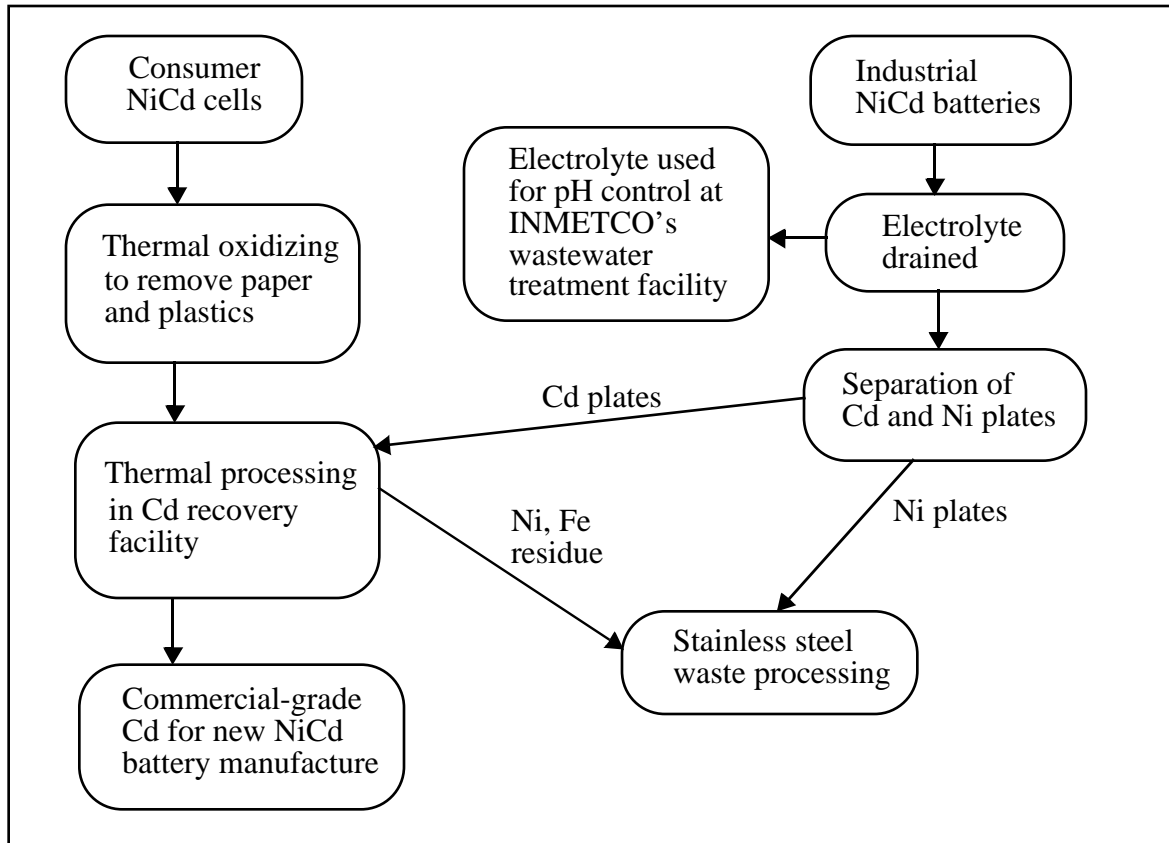 Consumer
NiCd cells
Industrial
NiCd batteries
Electrolyte used
for pH control at
INMETCO’s
wastewater
treatment facility
Electrolyte
drained
Thermal oxidizing
to remove paper
and plastics
Separation of
Cd and Ni plates
Cd plates
Thermal processing
in Cd recovery
facility
Ni, Fe
residue
Ni plates
Stainless steel
waste processing
Commercial-grade
Cd for new NiCd
battery manufacture